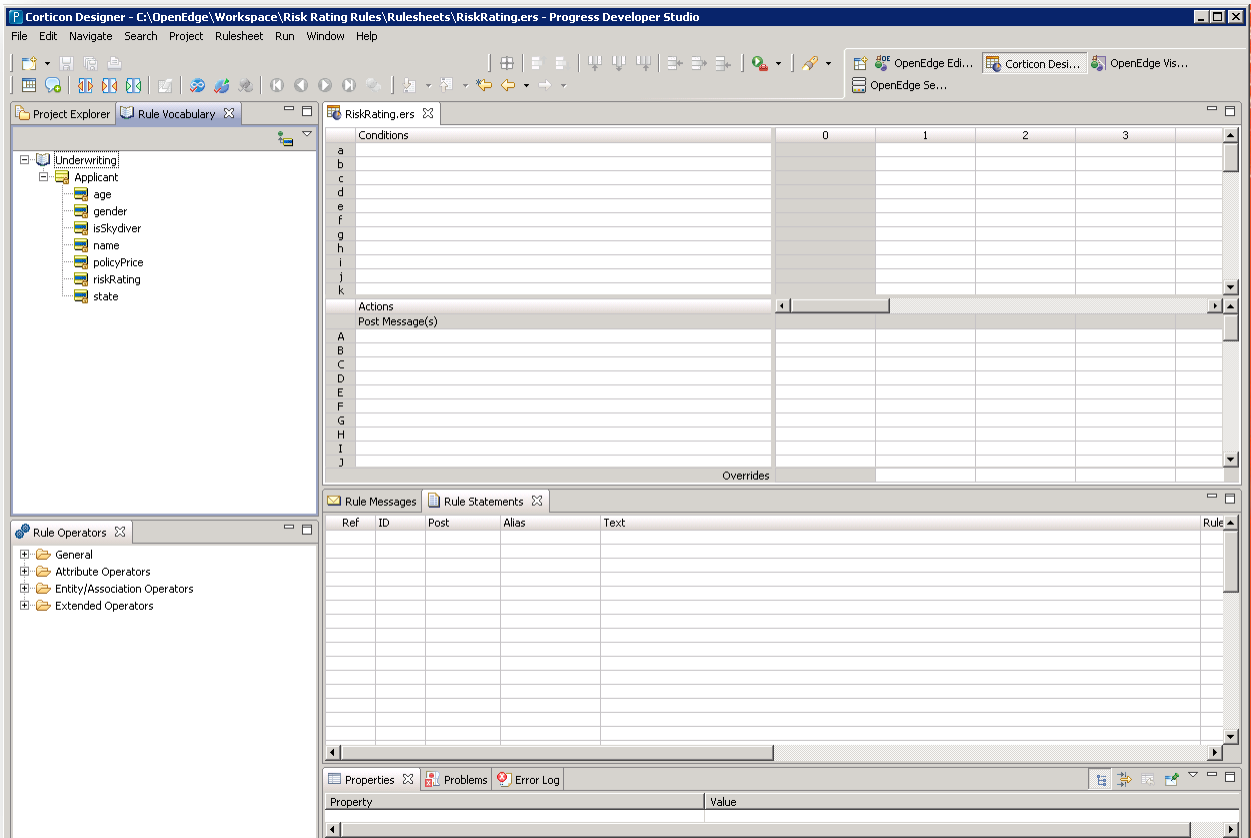 Corticon Designer - C:\OpenEdge\Workspace\Risk Rating Rules\Rulesheets\RiskRating.ers - Progress Developer Studio
File Edit Navigate Search Project Rulesheet Run Window Help
OpenEdge Edi... Corticon Desi... OpenEdge Vis...
OpenEdge Se...
Project Explorer Rule Vocabulary
Underwriting
Applicant
age
gender
isSkydiver
name
policyPrice
riskRating
state
Rule Operators
General
Attribute Operators
Entity/Association Operators
Extended Operators
RiskRating.ers
Conditions 0 1 2 3
a
b
c
d
e
f
g
h
i
j
k
Actions
Post Message(s)
A
B
C
D
E
F
G
H
I
J
Overrides
Rule Messages Rule Statements
Ref ID Post Alias Text Rule
Properties Problems Error Log
Property Value